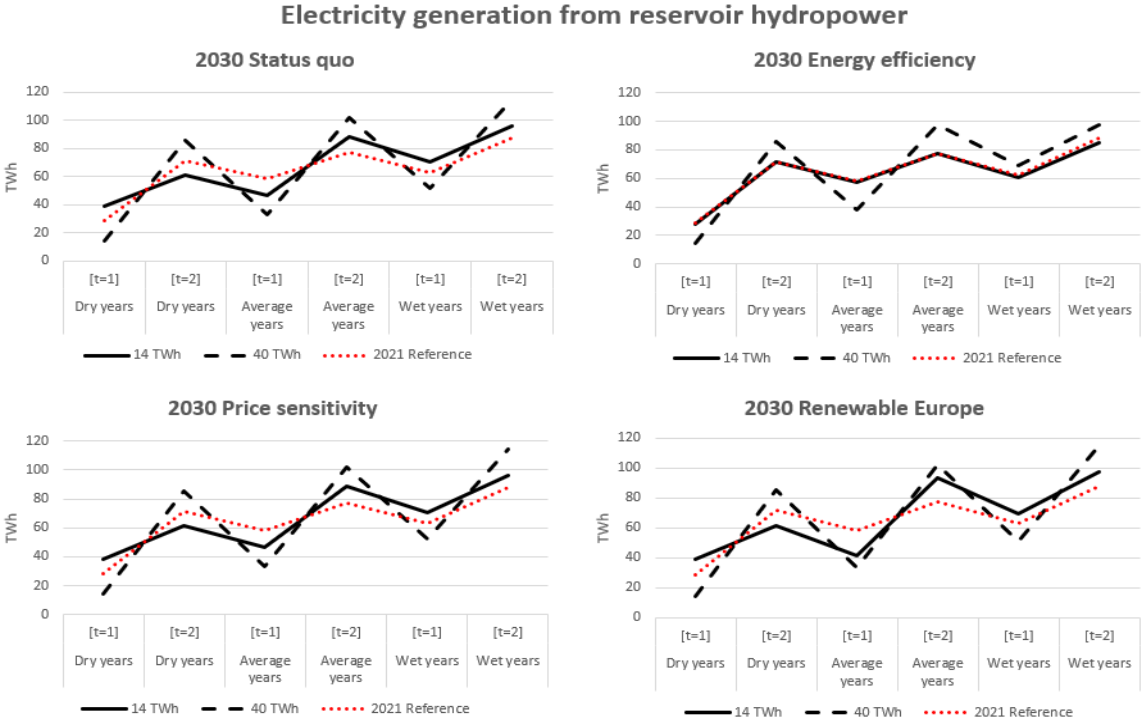 Electricity generation from reservoir hydropower
2030 Status quo
120
100
80
60
40
20
0
TWh
[t=1] [t=2] [t=1] [t=2] [t=1] [t=2]
Dry years Dry years Average years Average years Wet years Wet years
14 TWh 40 TWh 2021 Reference
2030 Energy efficiency
120
100
80
60
40
20
0
TWh
[t=1] [t=2] [t=1] [t=2] [t=1] [t=2]
Dry years Dry years Average years Average years Wet years Wet years
14 TWh 40 TWh 2021 Reference
2030 Price sensitivity
120
100
80
60
40
20
0
TWh
[t=1] [t=2] [t=1] [t=2] [t=1] [t=2]
Dry years Dry years Average years Average years Wet years Wet years
14 TWh 40 TWh 2021 Reference
2030 Renewable Europe
120
100
80
60
40
20
0
TWh
[t=1] [t=2] [t=1] [t=2] [t=1] [t=2]
Dry years Dry years Average years Average years Wet years Wet years
14 TWh 40 TWh 2021 Reference